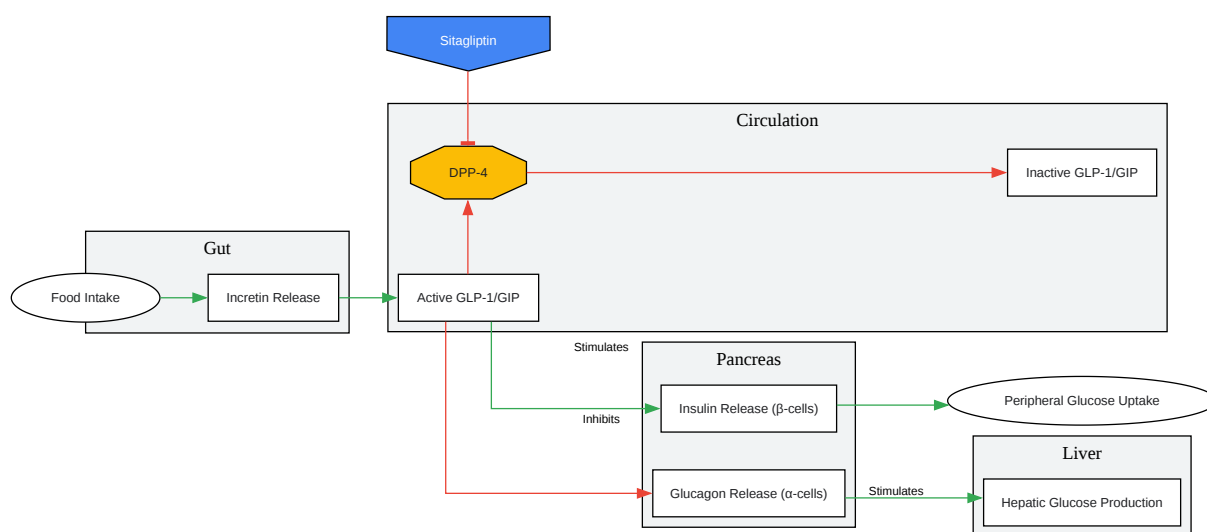 Sitagliptin
Circulation
DPP-4
Inactive GLP-1/GIP
Gut
Food Intake
Incretin Release
Active GLP-1/GIP
Stimulates
Pancreas
Insulin Release (β-cells)
Peripheral Glucose Uptake
Inhibits
Liver
Glucagon Release (α-cells)
Stimulates
Hepatic Glucose Production